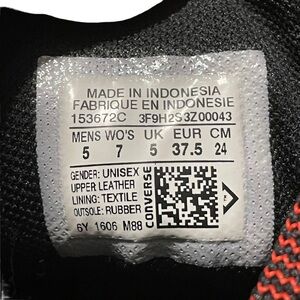 MADE IN INDONESIA
FABRIQUE EN INDONESIE
153672C 3F9H2S3Z00043
MENS WO'S UK EUR CM
5 7 5 37.5 24
GENDER: UNISEX
UPPER LEATHER
LINING: TEXTILE
OUTSOLE: RUBBER
6Y 1606 M88
CONVERSE